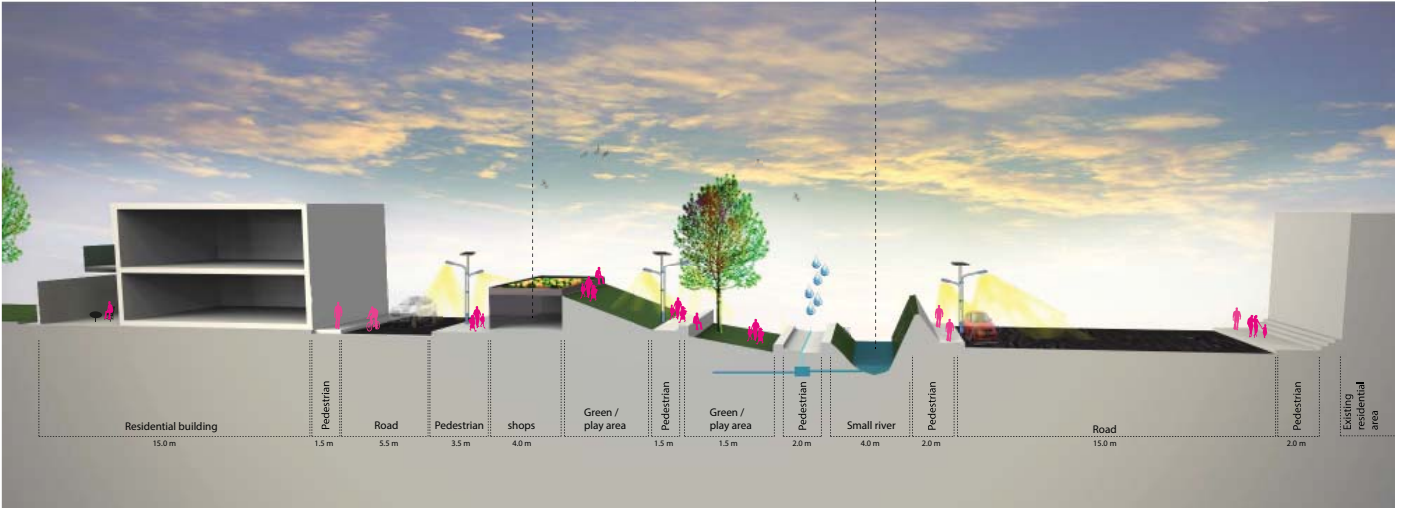 Residential building
15.0 m
Pedestrian
1.5 m
Road
5.5 m
Pedestrian
3.5 m
shops
4.0 m
Green /
play area
Pedestrian
1.5 m
Green /
play area
1.5 m
Pedestrian
2.0 m
Small river
4.0 m
Pedestrian
2.0 m
Road
15.0 m
Pedestrian
2.0 m
Existing
residential
area